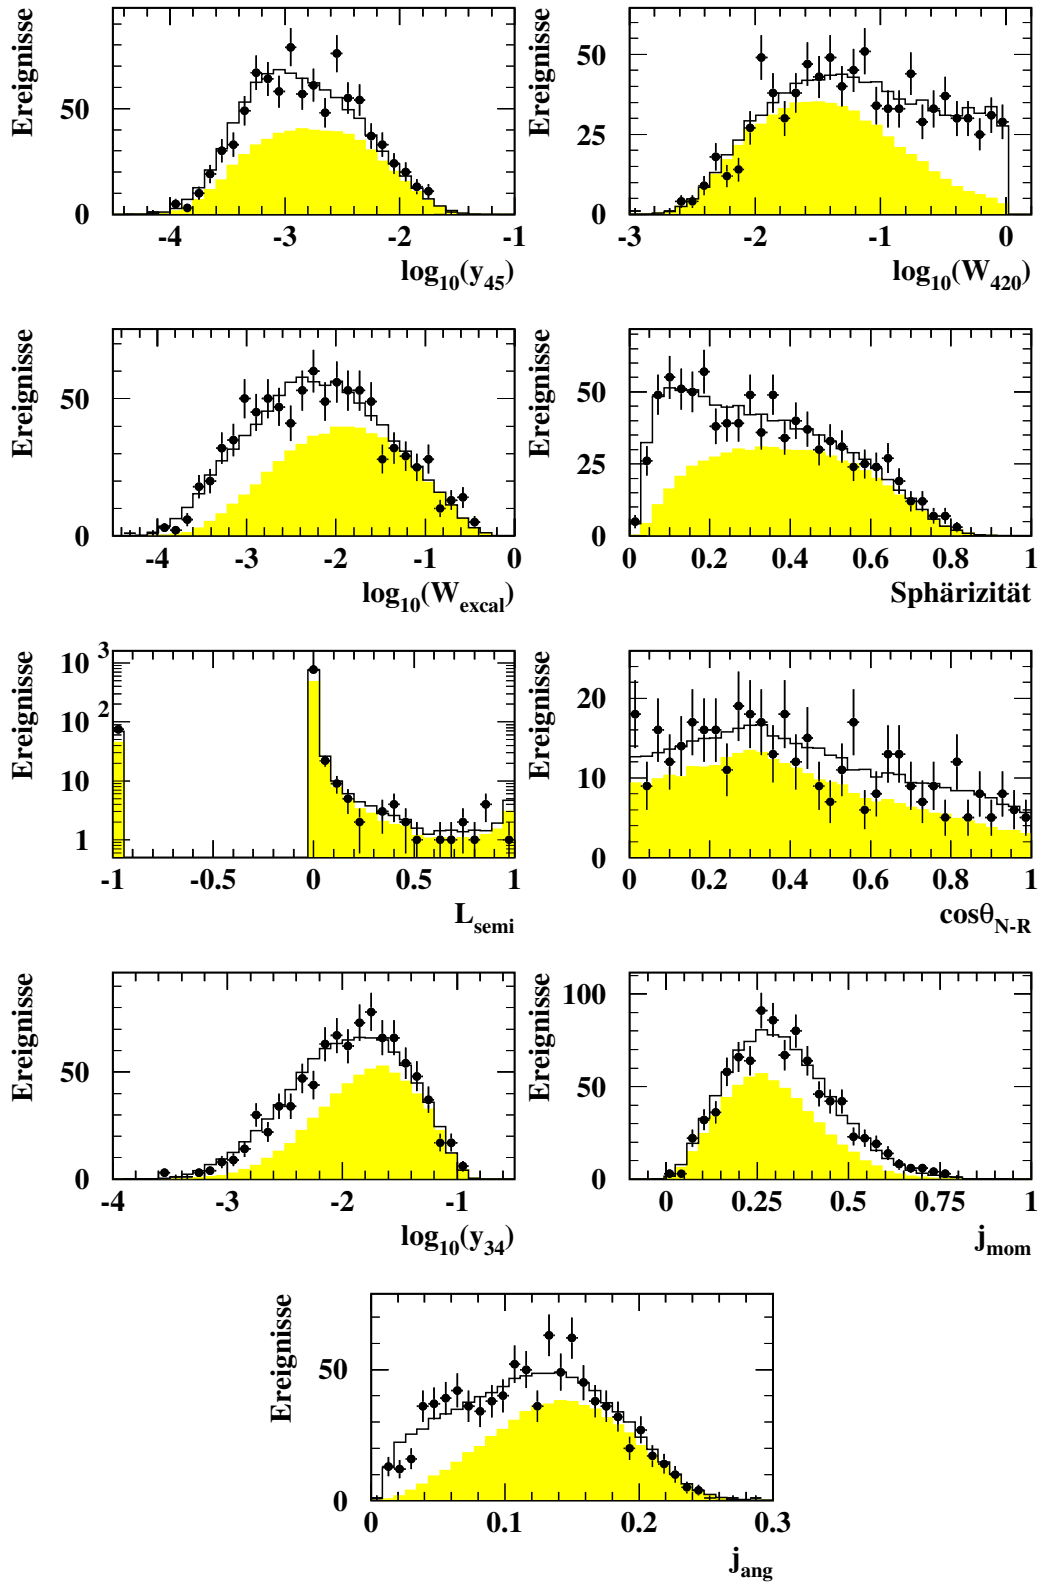 Ereignisse
50
0
-4 -3 -2 -1
log10(y45)
Ereignisse
50
25
0
-3 -2 -1 0
log10(W420)
Ereignisse
50
0
-4 -3 -2 -1 0
log10(Wexcal)
Ereignisse
50
25
0
0 0.2 0.4 0.6 0.8 1
Sphärizität
Ereignisse
10 3
10 2
10
1
-1 -0.5 0 0.5 1
Lsemi
Ereignisse
20
10
0
0 0.2 0.4 0.6 0.8 1
cosθN-R
Ereignisse
50
0
-4 -3 -2 -1
log10(y34)
Ereignisse
100
50
0
0 0.25 0.5 0.75 1
jmom
Ereignisse
50
0
0 0.1 0.2 0.3
jang